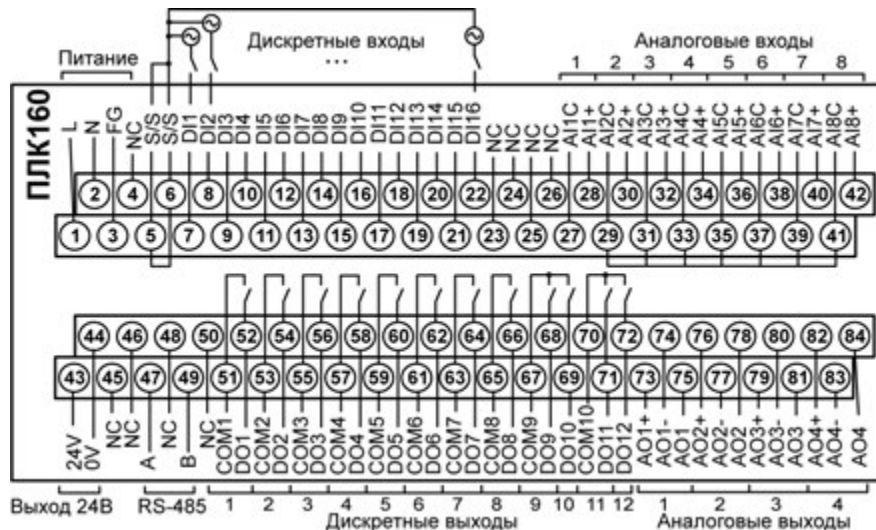 Питание
Дискретные входы
...
Аналоговые входы
1 2 3 4 5 6 7 8
ПЛК160
L N FG NC S/S S/S DI1 DI2 DI3 DI4 DI5 DI6 DI7 DI8 DI9 DI10 DI11 DI12 DI13 DI14 DI15 DI16 NC NC NC NC AI1C AI1+ AI2C AI2+ AI3C AI3+ AI4C AI4+ AI5C AI5+ AI6C AI6+ AI7C AI7+ AI8C AI8+
2 4 6 8 10 12 14 16 18 20 22 24 26 28 30 32 34 36 38 40 42
1 3 5 7 9 11 13 15 17 19 21 23 25 27 29 31 33 35 37 39 41
44 46 48 50 52 54 56 58 60 62 64 66 68 70 72 74 76 78 80 82 84
43 45 47 49 51 53 55 57 59 61 63 65 67 69 71 73 75 77 79 81 83
24V 0V NC NC A NC B NC COM1 DO1 COM2 DO2 COM3 DO3 COM4 DO4 COM5 DO5 COM6 DO6 COM7 DO7 COM8 DO8 COM9 DO9 DO10 COM10 DO11 DO12 AO1+ AO1- AO1 AO2+ AO2- AO2 AO3+ AO3- AO3 AO4+ AO4- AO4
Выход 24В RS-485 1 2 3 4 5 6 7 8 9 10 11 12 1 2 3 4
Дискретные выходы Аналоговые выходы